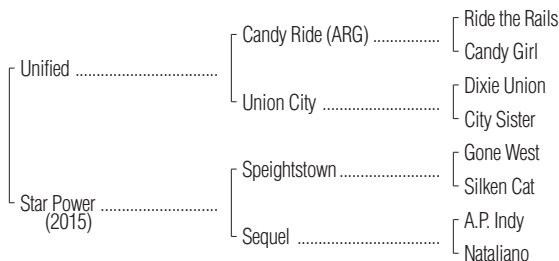 Ride the Rails
Candy Ride (ARG) ....................
Candy Girl
Unified ...................................
Dixie Union
Union City ...............................
City Sister
Gone West
Speightstown ...........................
Silken Cat
Star Power ...........................
(2015)
A.P. Indy
Sequel ...................................
Nataliano